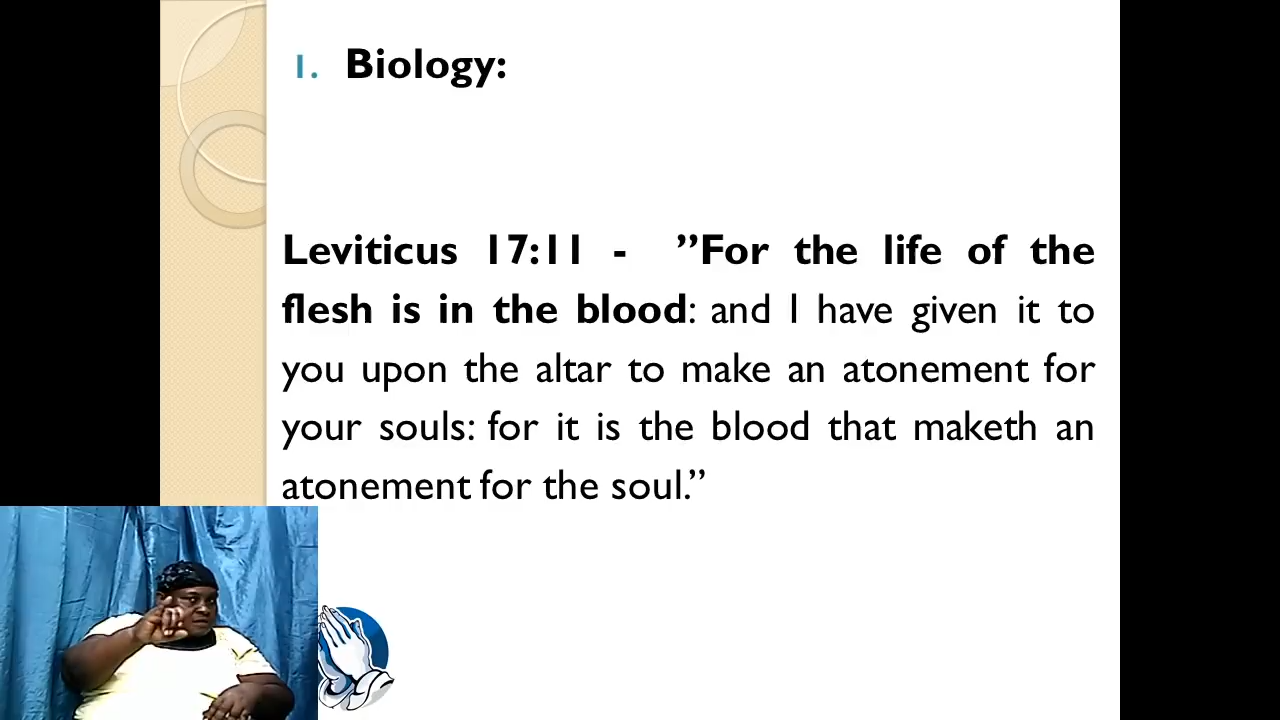 1. Biology:
Leviticus 17:11 - ”For the life of the
flesh is in the blood: and I have given it to
you upon the altar to make an atonement for
your souls: for it is the blood that maketh an
atonement for the soul.”